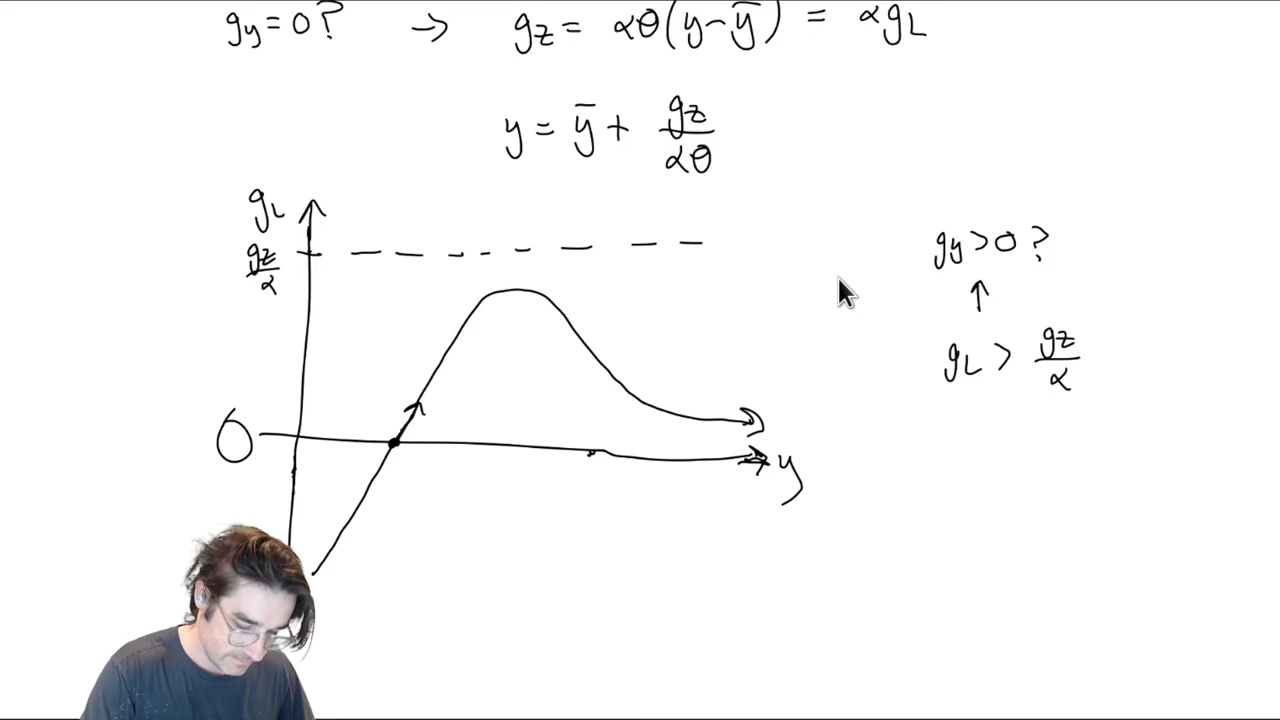 gy = 0? → gz = αθ(y-ȳ) = αgL
y = ȳ + gz/αθ
gL
gz/α
gy > 0?
↑
gL > gz/α
0
y